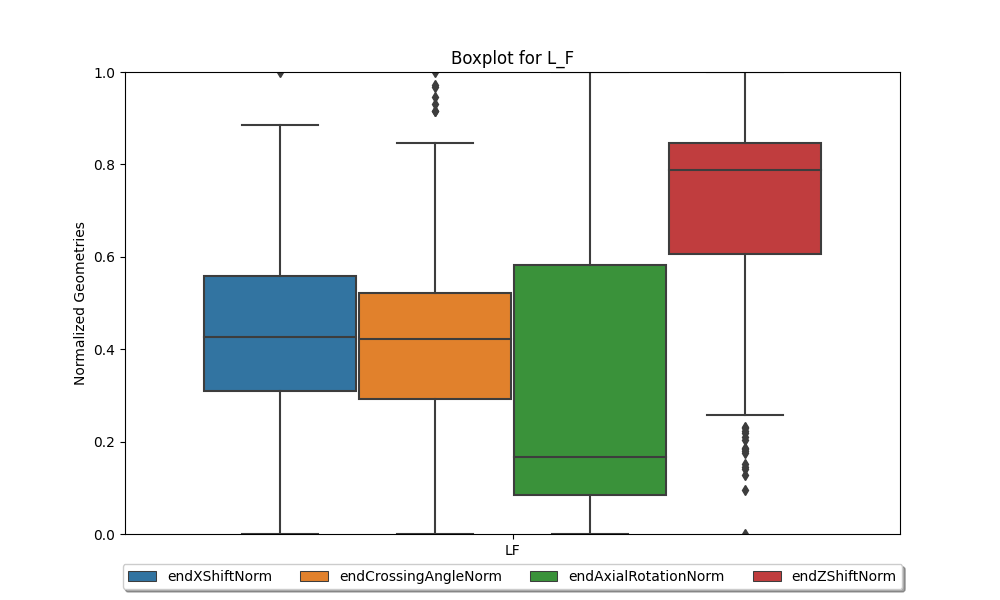 Boxplot for L_F
1.0
0.8
0.6
0.4
0.2
0.0
Normalized Geometries
LF
endXShiftNorm endCrossingAngleNorm endAxialRotationNorm endZShiftNorm